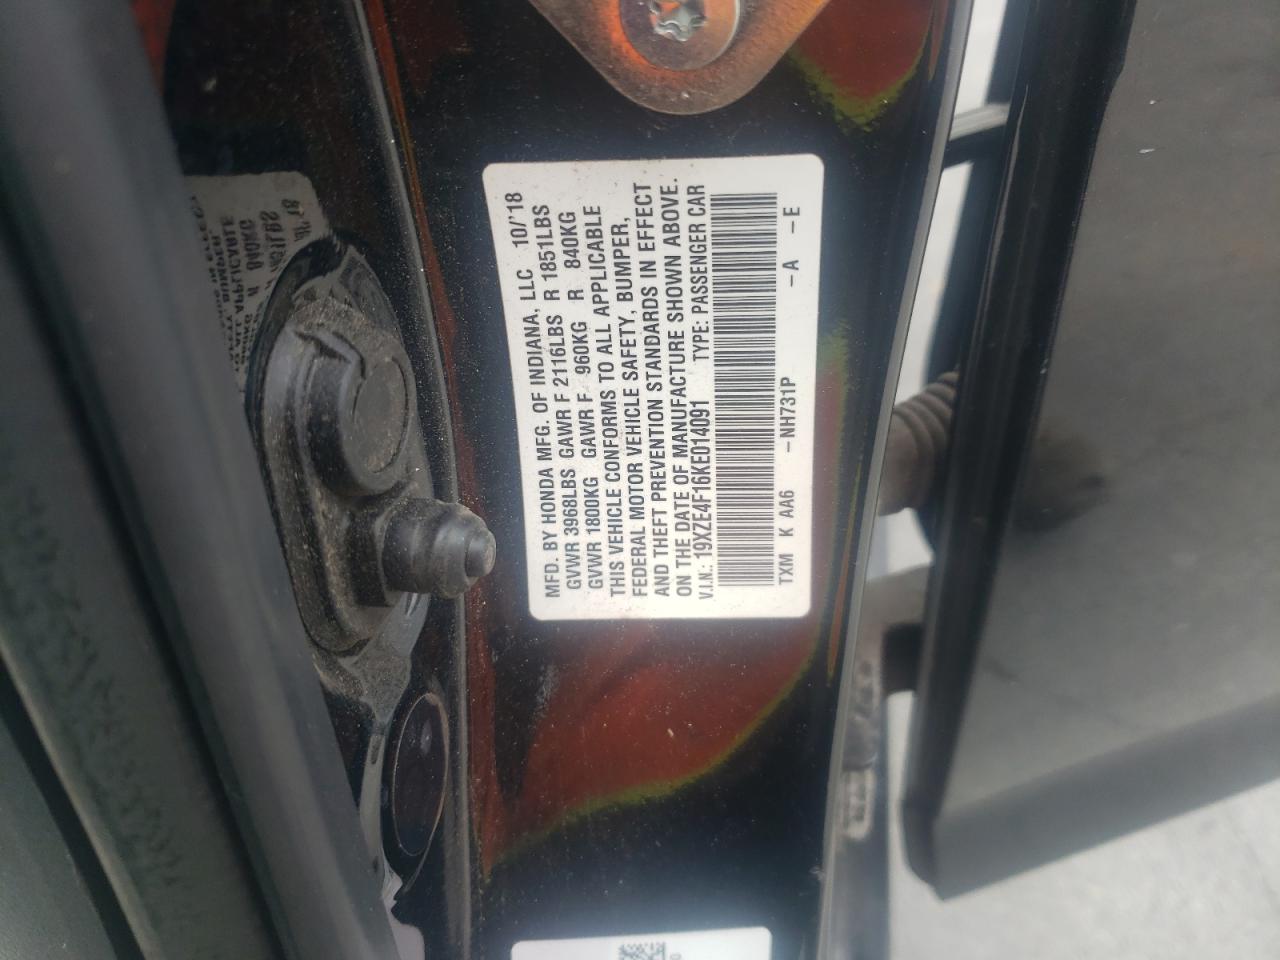 MFD. BY HONDA MFG. OF INDIANA, LLC 10/'18
GVWR 3968LBS GAWR F 2116LBS R 1851LBS
GVWR 1800KG GAWR F 960KG R 840KG
THIS VEHICLE CONFORMS TO ALL APPLICABLE
FEDERAL MOTOR VEHICLE SAFETY, BUMPER,
AND THEFT PREVENTION STANDARDS IN EFFECT
ON THE DATE OF MANUFACTURE SHOWN ABOVE.
V.I.N.: 19XZE4F16KE014091 TYPE: PASSENGER CAR
TXM K AA6 -NH731P -A -E